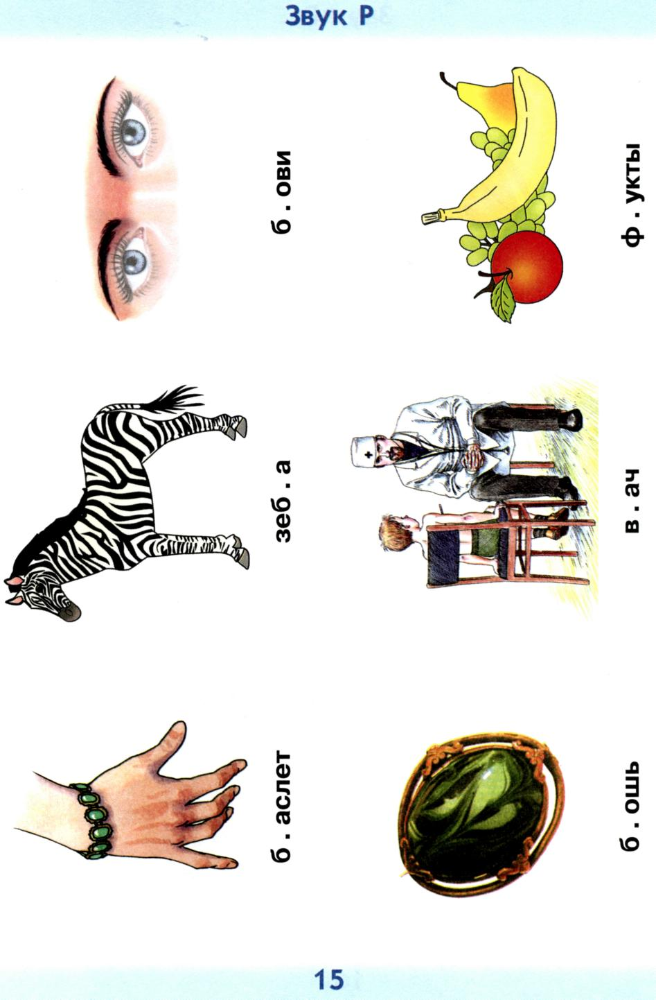 Звук Р
б . аслет
зеб . а
б . ови
б . ошь
в . ач
ф . укты
15